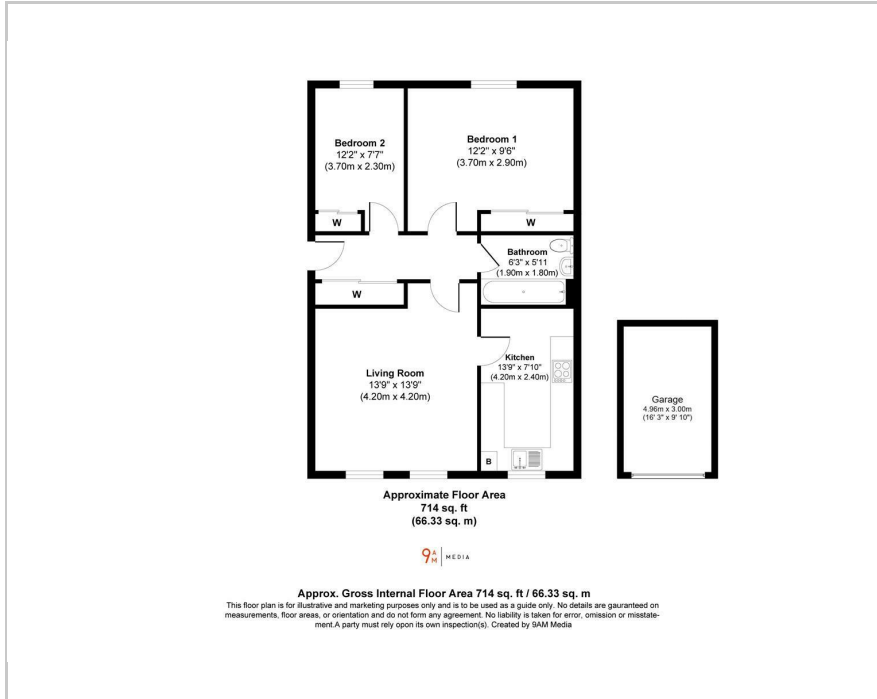 Bedroom 2
12'2" x 7'7"
(3.70m x 2.30m)
Bedroom 1
12'2" x 9'6"
(3.70m x 2.90m)
W
W
Bathroom
6'3" x 5'11
(1.90m x 1.80m)
W
Living Room
13'9" x 13'9"
(4.20m x 4.20m)
Kitchen
13'9" x 7'10"
(4.20m x 2.40m)
B
Garage
4.96m x 3.00m
(16' 3" x 9' 10")
Approximate Floor Area
714 sq. ft
(66.33 sq. m)
9AM MEDIA
Approx. Gross Internal Floor Area 714 sq. ft / 66.33 sq. m
This floor plan is for illustrative and marketing purposes only and is to be used as a guide only. No details are gauranteed on
measurements, floor areas, or orientation and do not form any agreement. No liability is taken for error, omission or misstate-
ment.A party must rely upon its own inspection(s). Created by 9AM Media